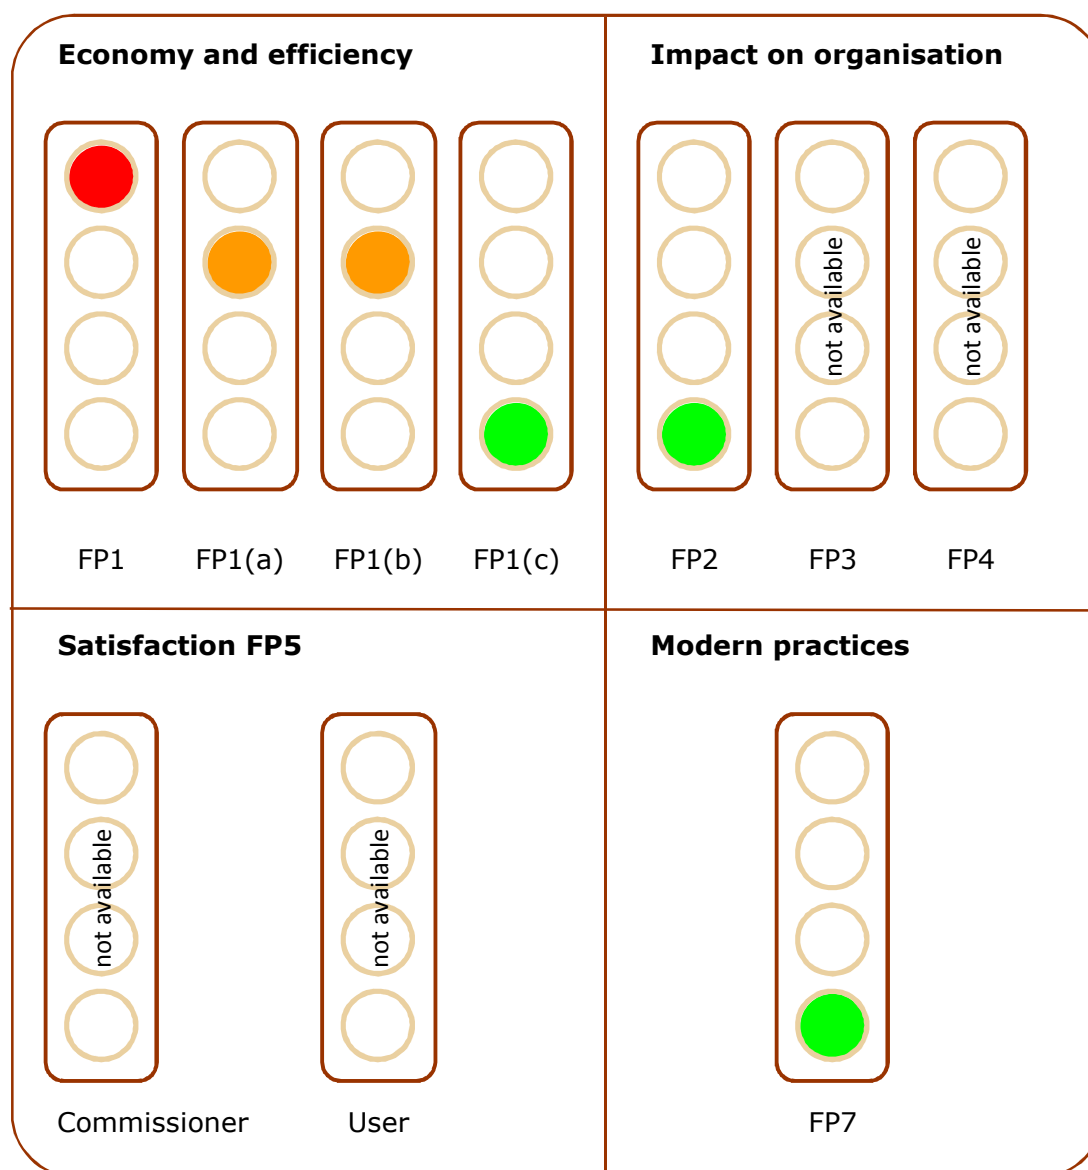 Economy and efficiency
FP1 FP1(a) FP1(b) FP1(c)
Impact on organisation
not available
not available
FP2 FP3 FP4
Satisfaction FP5
not available
not available
Commissioner User
Modern practices
FP7